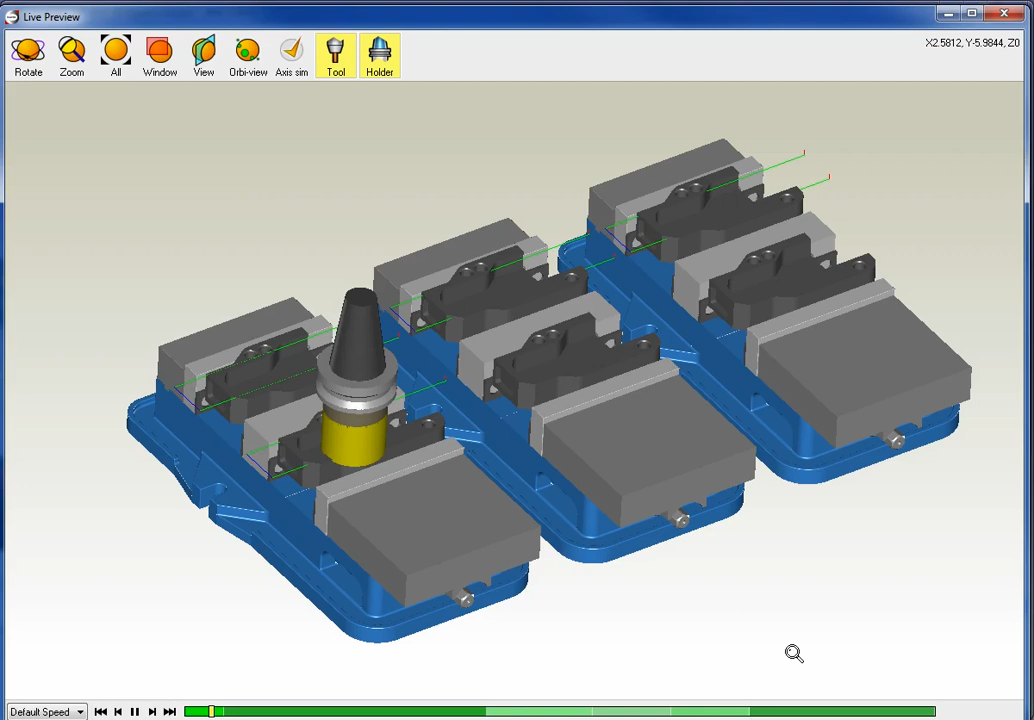 Live Preview
Rotate Zoom All Window View Orbi-view Axis sim Tool Holder
X2.5812, Y-5.9844, Z0
Default Speed